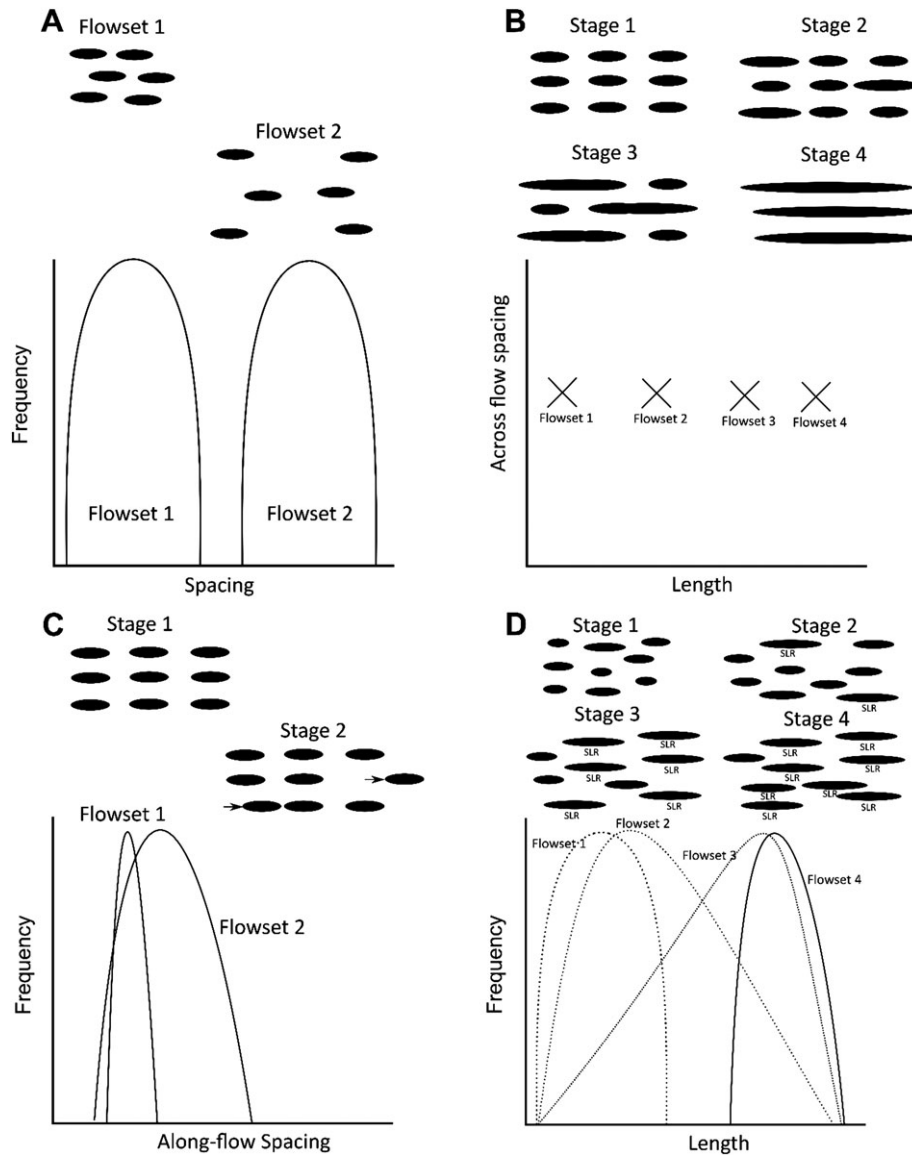 A
Flowset 1
Flowset 2
Frequency
Flowset 1
Flowset 2
Spacing
B
Stage 1
Stage 2
Stage 3
Stage 4
Across flow spacing
Flowset 1
Flowset 2
Flowset 3
Flowset 4
Length
C
Stage 1
Stage 2
Flowset 1
Flowset 2
Frequency
Along-flow Spacing
D
Stage 1
Stage 2
SLR
SLR
Stage 3
Stage 4
SLR
SLR
SLR
SLR
SLR
SLR
SLR
SLR
SLR
SLR
SLR
SLR
SLR
Flowset 1
Flowset 2
Flowset 3
Flowset 4
Frequency
Length